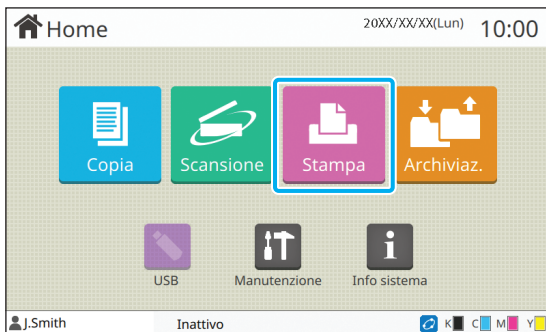 Home 20XX/XX/XX(Lun) 10:00
Copia Scansione Stampa Archiviaz.
USB Manutenzione Info sistema
J.Smith Inattivo K C M Y